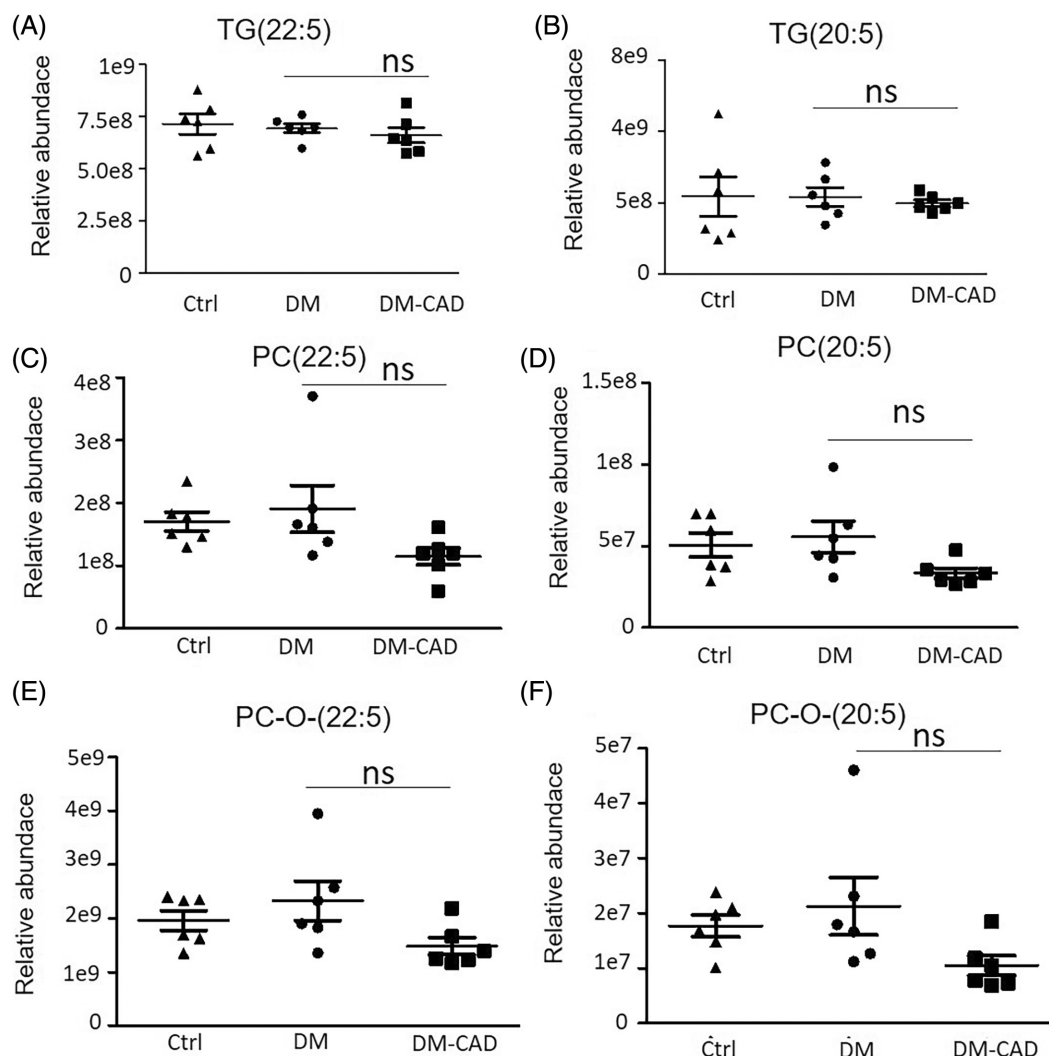 (A)
TG(22:5)
ns
Relative abundace
1e9
7.5e8
5.0e8
2.5e8
0
Ctrl DM DM-CAD
(B)
TG(20:5)
ns
Relative abundace
8e9
4e9
5e8
0
Ctrl DM DM-CAD
(C)
PC(22:5)
ns
Relative abundace
4e8
3e8
2e8
1e8
0
Ctrl DM DM-CAD
(D)
PC(20:5)
ns
Relative abundace
1.5e8
1e8
5e7
0
Ctrl DM DM-CAD
(E)
PC-O-(22:5)
ns
Relative abundace
5e9
4e9
3e9
2e9
1e9
0
Ctrl DM DM-CAD
(F)
PC-O-(20:5)
ns
Relative abundace
5e7
4e7
3e7
2e7
1e7
0
Ctrl DM DM-CAD